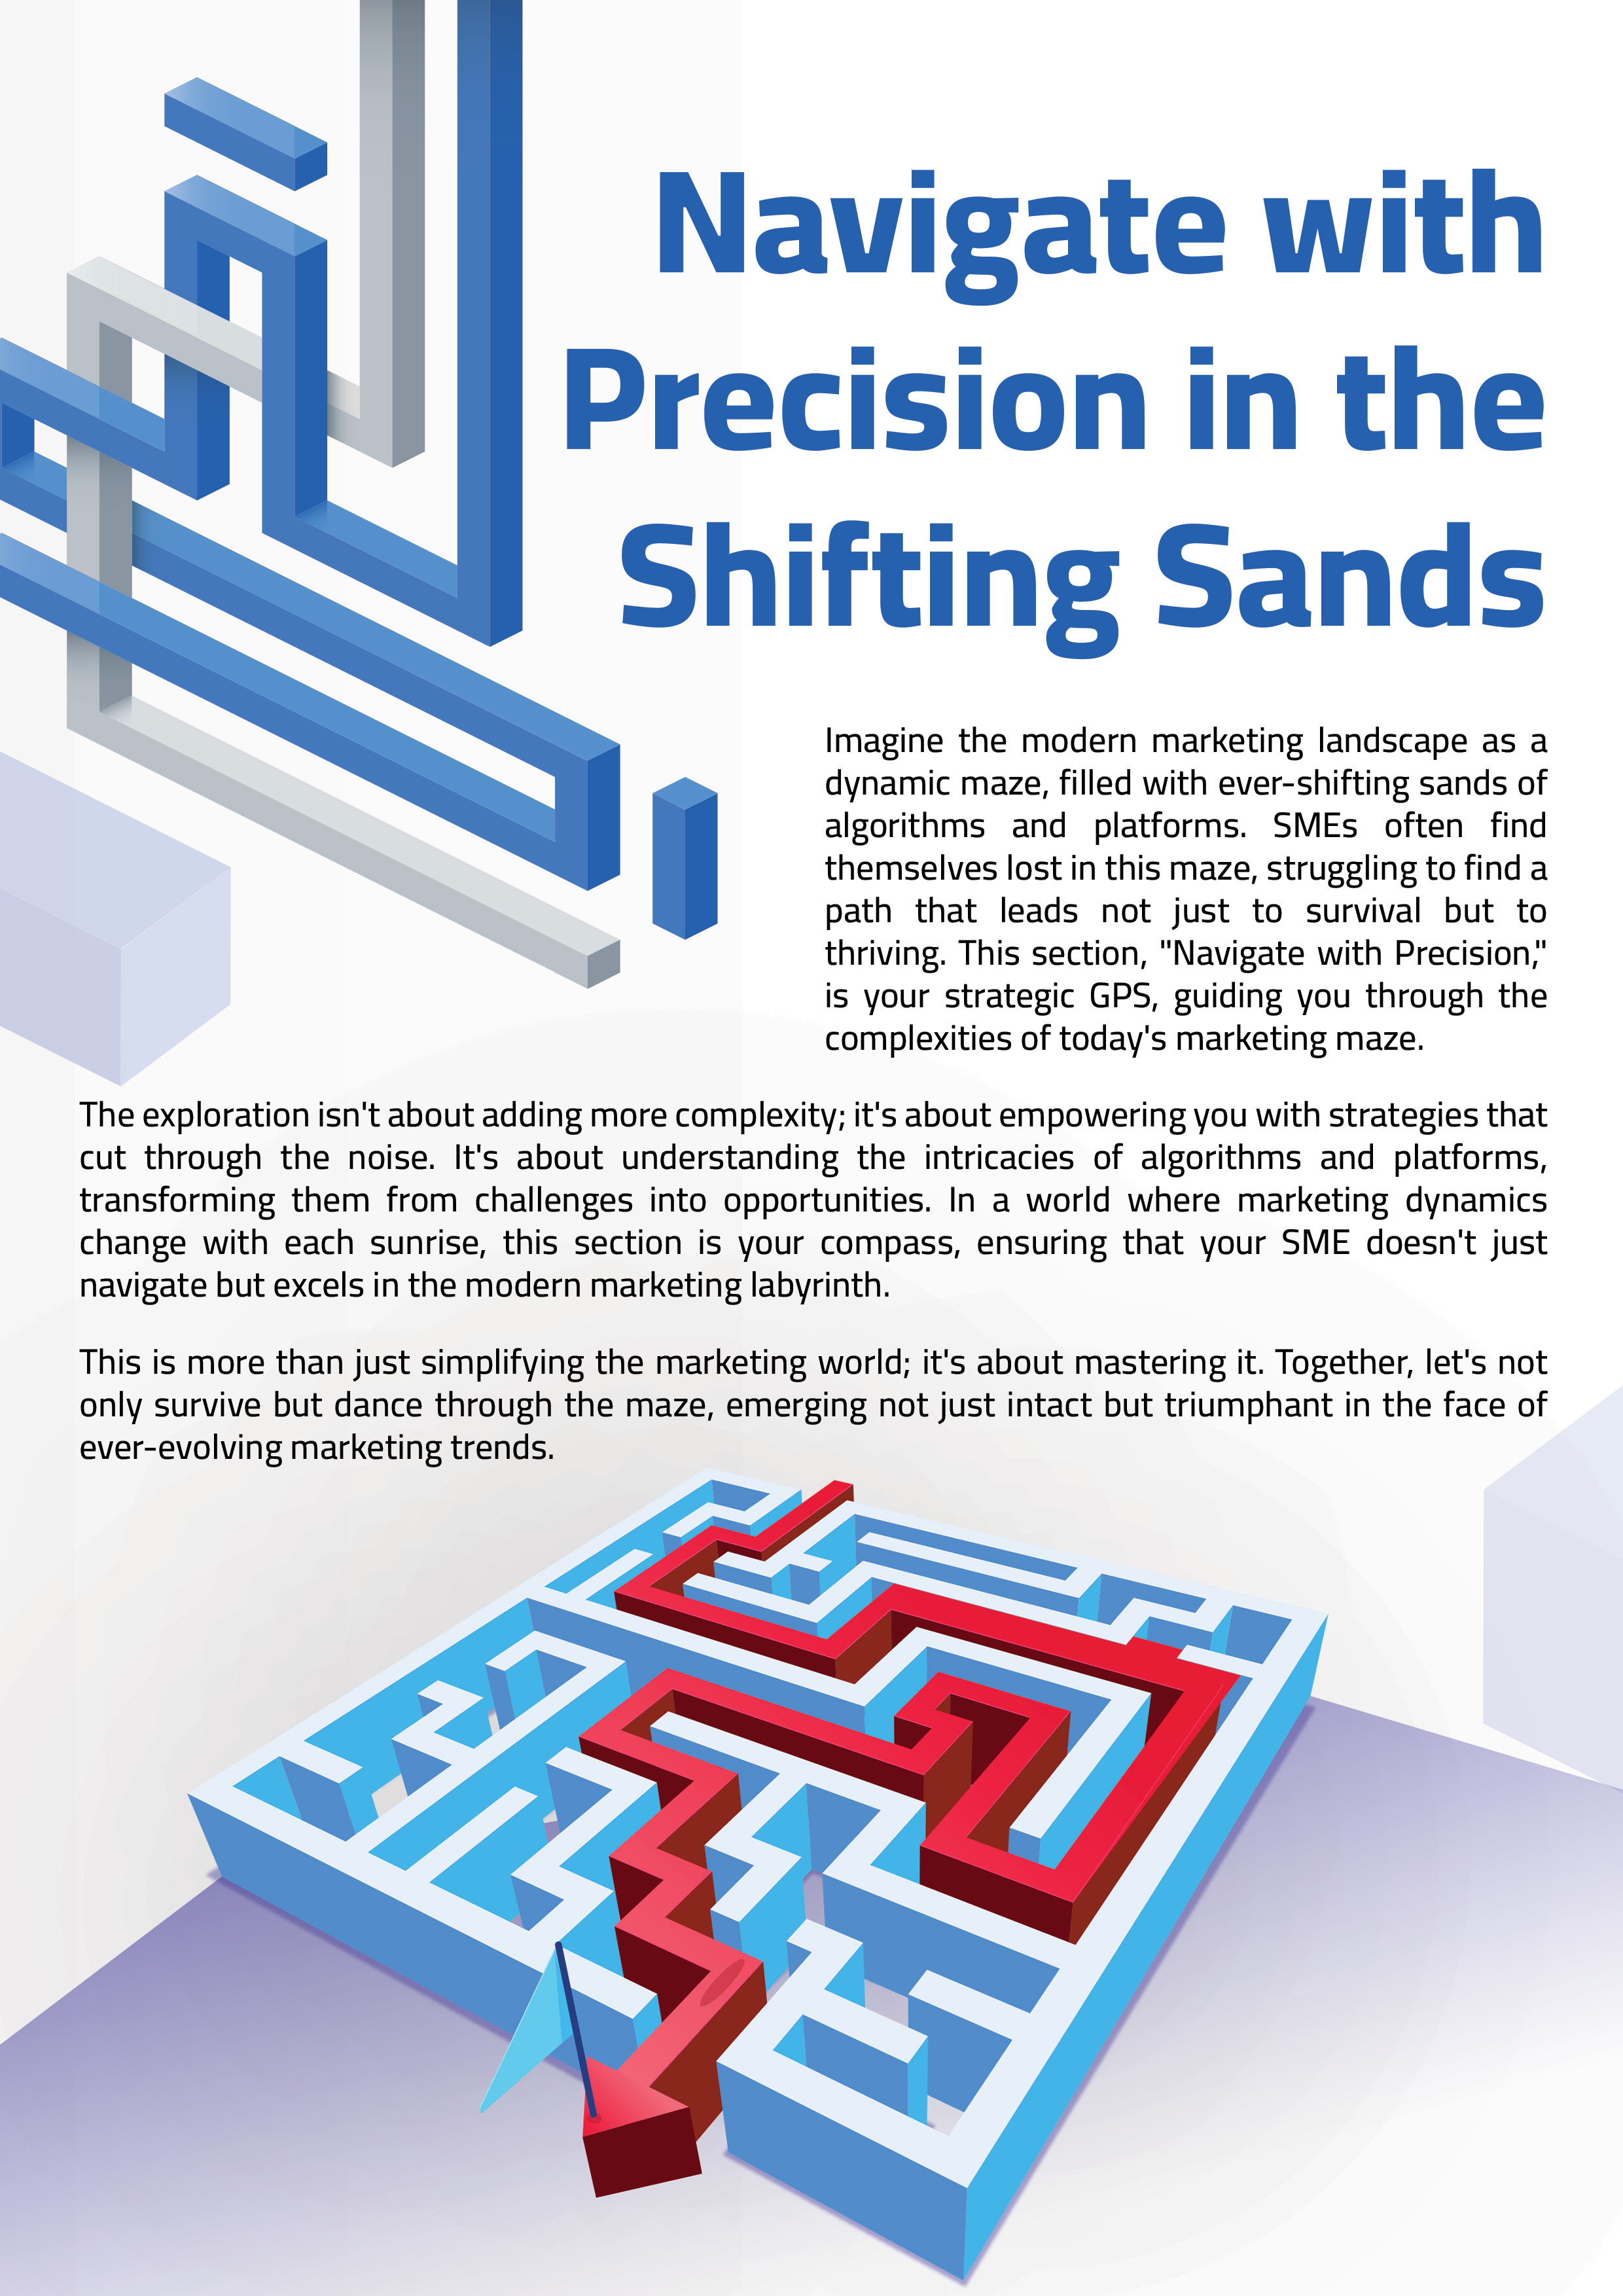 Navigate with
Precision in the
Shifting Sands
Imagine the modern marketing landscape as a
dynamic maze, filled with ever-shifting sands of
algorithms and platforms. SMEs often find
themselves lost in this maze, struggling to find a
path that leads not just to survival but to
thriving. This section, "Navigate with Precision,"
is your strategic GPS, guiding you through the
complexities of today's marketing maze.
The exploration isn't about adding more complexity; it's about empowering you with strategies that
cut through the noise. It's about understanding the intricacies of algorithms and platforms,
transforming them from challenges into opportunities. In a world where marketing dynamics
change with each sunrise, this section is your compass, ensuring that your SME doesn't just
navigate but excels in the modern marketing labyrinth.
This is more than just simplifying the marketing world; it's about mastering it. Together, let's not
only survive but dance through the maze, emerging not just intact but triumphant in the face of
ever-evolving marketing trends.